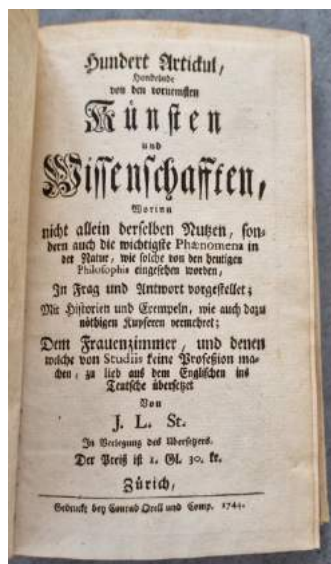 Hundert Artickul,
Handelnde
von den vornemsten
Künsten
und
Wissenschafften,
Worinn
nicht allein derselben Nutzen, son-
dern auch die wichtigste Phænomena in
der Natur, wie solche von den heutigen
Philosophis eingesehen worden,
In Frag und Antwort vorgestellet;
Mit Historien und Exempeln, wie auch dazu
nöthigen Kupferen vermehret;
Dem Frauenzimmer, und denen
welche von Studiis keine Profeßion ma-
chen, zu lieb aus dem Englischen ins
Teutsche übersetzet
Von
J. L. St.
In Verlegung des Ubersetzers.
Der Preiß ist 1. Gl. 30. kr.
Zürich,
Gedruckt bey Conrad Orell und Comp. 1744.